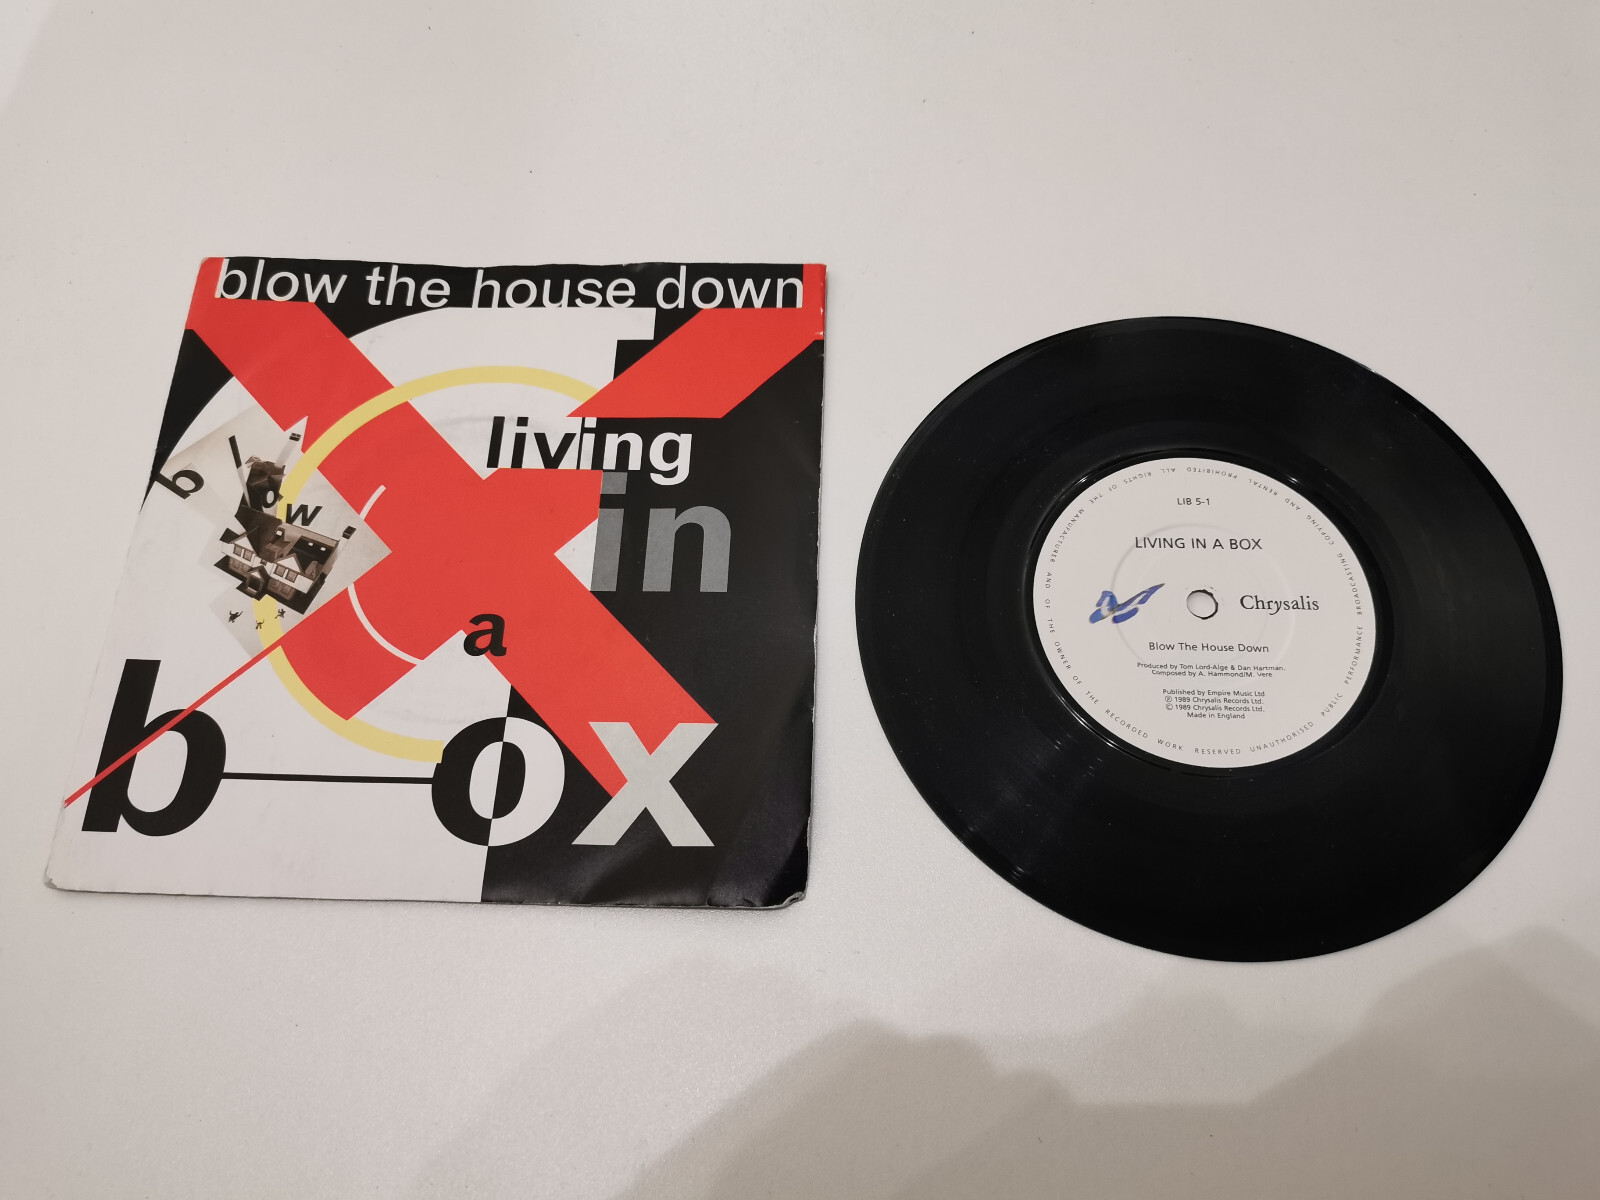 blow the house down
living
in
a
box
blow
LIB 5-1
LIVING IN A BOX
Chrysalis
Blow The House Down
Produced by Tom Lord-Alge & Dan Hartman.
Composed by A. Hammond/M. Vere
Published by Empire Music Ltd
℗ 1989 Chrysalis Records Ltd.
© 1989 Chrysalis Records Ltd.
Made in England
ALL RIGHTS OF THE MANUFACTURER AND OF THE OWNER OF THE RECORDED WORK RESERVED UNAUTHORISED PUBLIC PERFORMANCE BROADCASTING COPYING AND RENTAL PROHIBITED